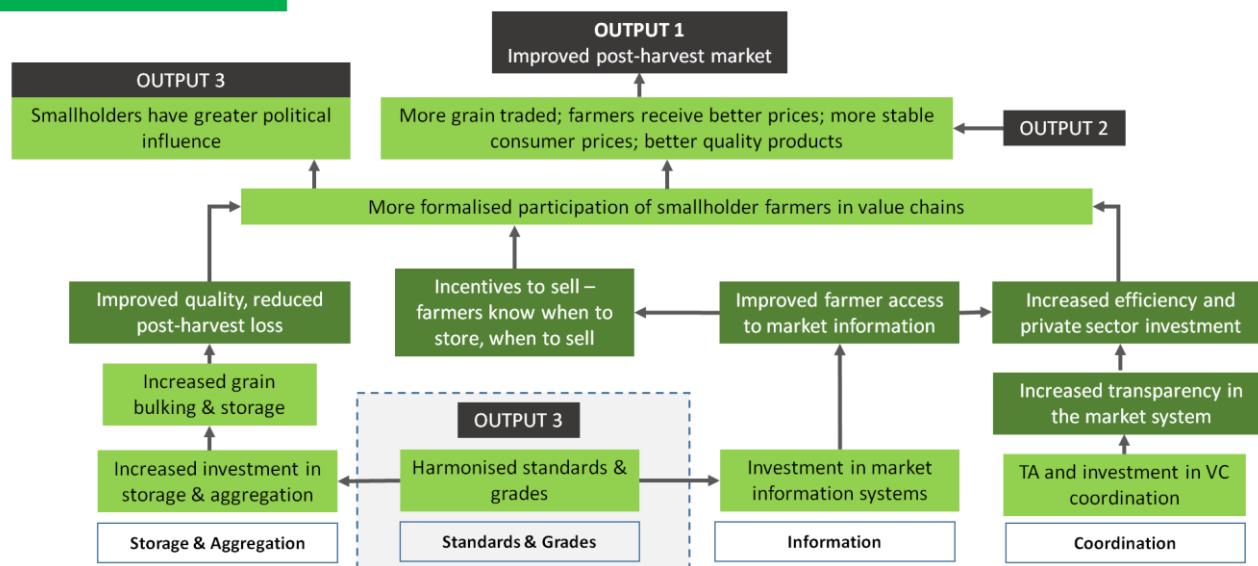 OUTPUT 1
Improved post-harvest market
OUTPUT 3
Smallholders have greater political
influence
More grain traded; farmers receive better prices; more stable
consumer prices; better quality products
OUTPUT 2
More formalised participation of smallholder farmers in value chains
Improved quality, reduced
post-harvest loss
Incentives to sell –
farmers know when to
store, when to sell
Improved farmer access
to market information
Increased efficiency and
private sector investment
Increased grain
bulking & storage
OUTPUT 3
Increased transparency in
the market system
Increased investment in
storage & aggregation
Harmonised standards &
grades
Investment in market
information systems
TA and investment in VC
coordination
Storage & Aggregation
Standards & Grades
Information
Coordination